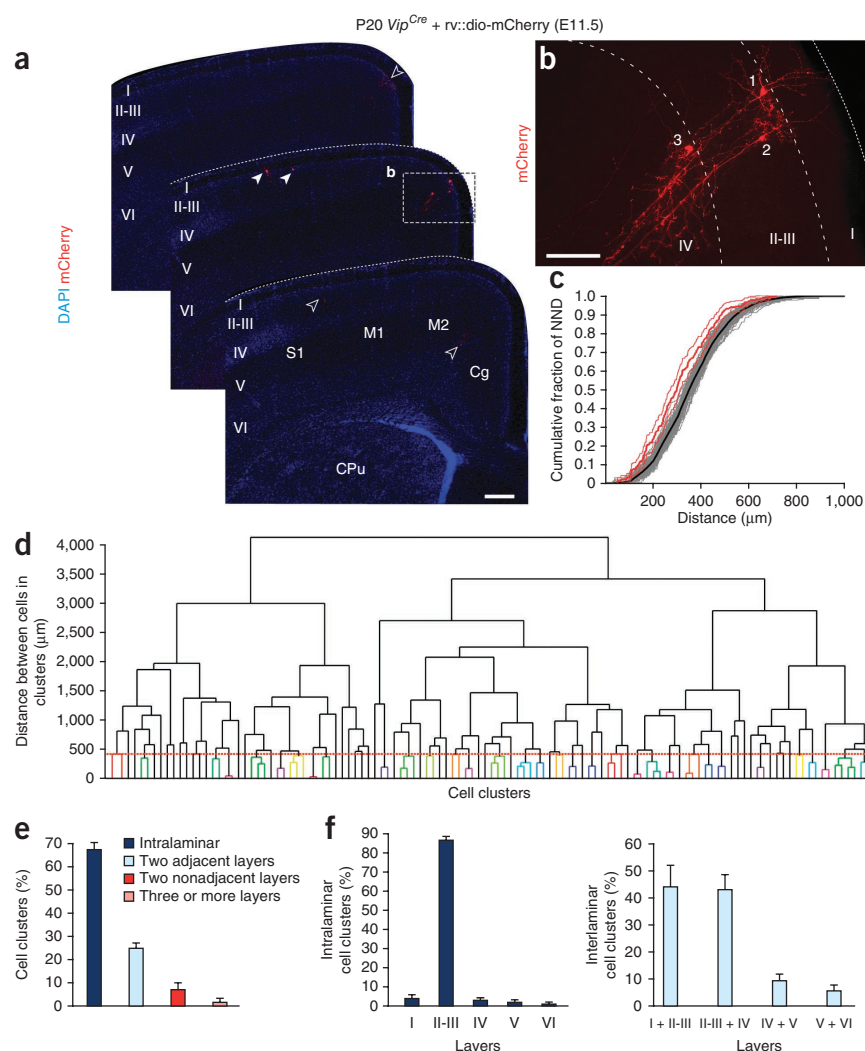 P20 VipCre + rv::dio-mCherry (E11.5)
a
DAPI mCherry
I
II-III
IV
V
VI
I
II-III
IV
V
VI
b
I
II-III
IV
V
VI
S1
M1
M2
Cg
CPu
b
mCherry
1
2
3
IV
II-III
I
c
Cumulative fraction of NND
1.0
0.9
0.8
0.7
0.6
0.5
0.4
0.3
0.2
0.1
0
200 400 600 800 1,000
Distance (μm)
d
Distance between cells in
clusters (μm)
4,000
3,500
3,000
2,500
2,000
1,500
1,000
500
0
Cell clusters
e
Cell clusters (%)
70
60
50
40
30
20
10
0
Intralaminar
Two adjacent layers
Two nonadjacent layers
Three or more layers
f
Intralaminar
cell clusters (%)
90
80
70
60
50
40
30
20
10
0
I II-III IV V VI
Layers
Interlaminar
cell clusters (%)
60
50
40
30
20
10
0
I + II-III
II-III + IV
IV + V
V + VI
Layers